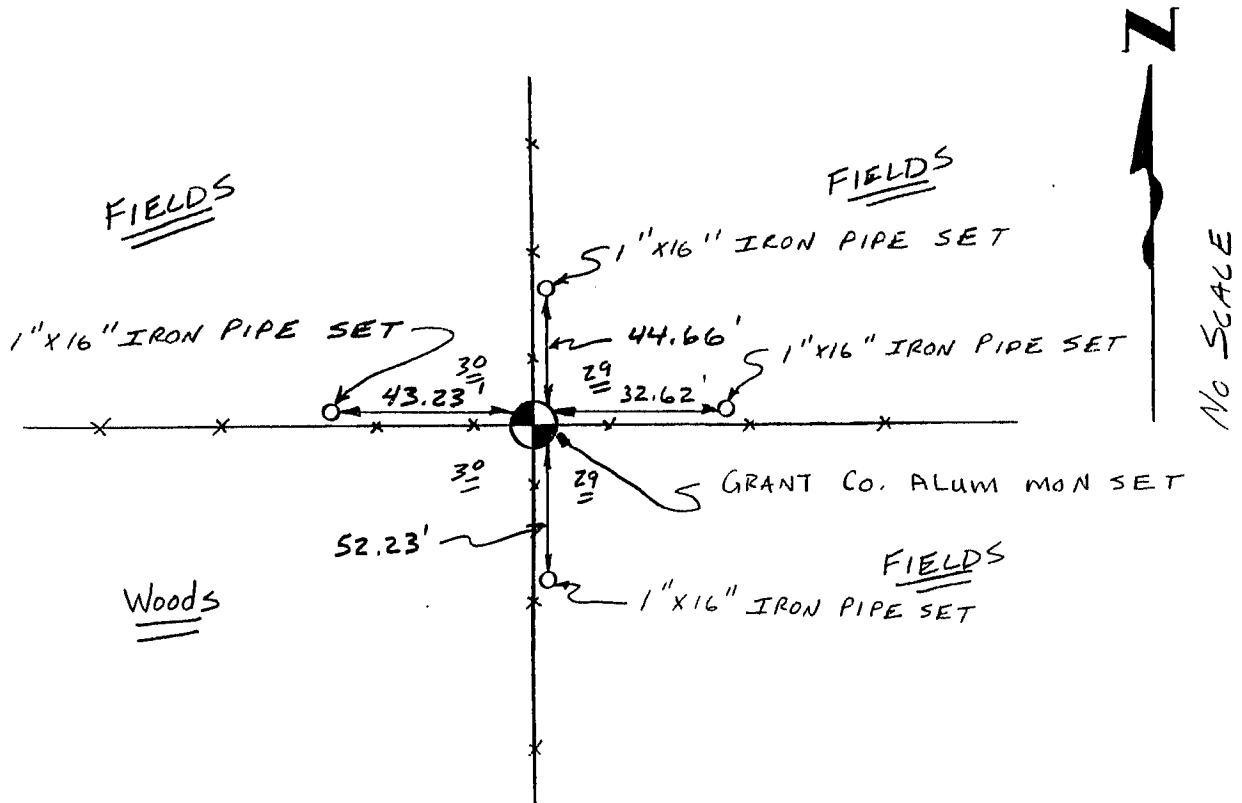 N
FIELDS
FIELDS
1"X16" IRON PIPE SET
1"X16" IRON PIPE SET
44.66'
1"X16" IRON PIPE SET
30
29
43.23'
32.62'
No SCALE
30
29
GRANT Co. ALUM MON SET
52.23'
FIELDS
1"X16" IRON PIPE SET
Woods